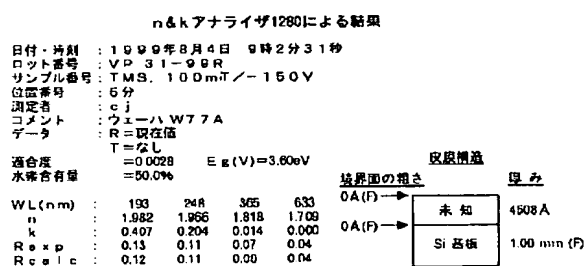 n&kアナライザ1280による結果
日付・時刻 : 1999年8月4日 9時2分31秒
ロット番号 : VP 31-99R
サンプル番号 : TMS. 100mT/-150V
位置番号 : 5分
測定者 : cj
コメント : ウェーハ W77A
データ : R=現在値
T=なし
適合度 =0.0028 Eg(V)=3.60eV
水素含有量 =50.0%
WL(nm) : 193 248 365 633
n : 1.982 1.966 1.818 1.709
k : 0.407 0.204 0.014 0.000
Rexp : 0.13 0.11 0.07 0.04
Rcalc : 0.12 0.11 0.00 0.04
皮膜構造
境界面の粗さ 厚み
0A(F)
未知 4508A
0A(F)
Si 基板 1.00 mm (F)